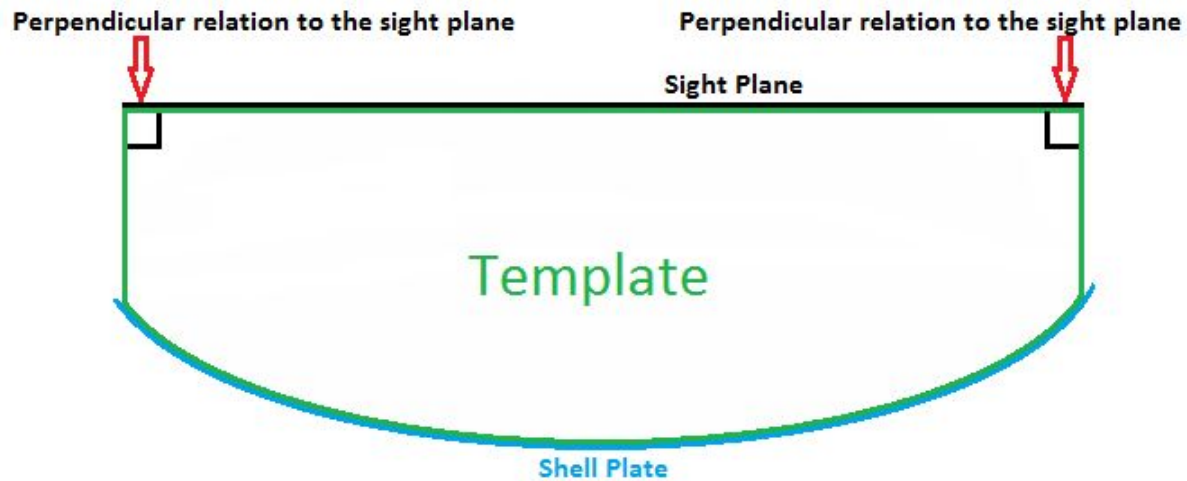 Perpendicular relation to the sight plane
Perpendicular relation to the sight plane
Sight Plane
Template
Shell Plate